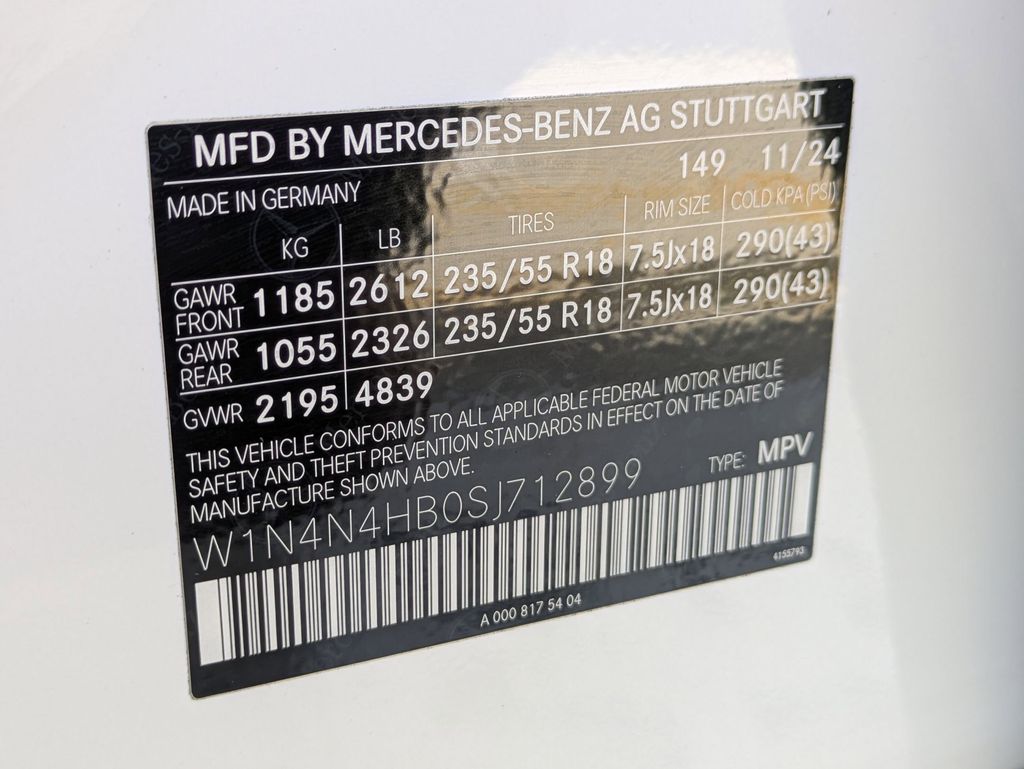 MFD BY MERCEDES-BENZ AG STUTTGART
149 11/24
MADE IN GERMANY
KG LB TIRES RIM SIZE COLD KPA (PSI)
GAWR FRONT 1185 2612 235/55 R18 7.5Jx18 290(43)
GAWR REAR 1055 2326 235/55 R18 7.5Jx18 290(43)
GVWR 2195 4839
THIS VEHICLE CONFORMS TO ALL APPLICABLE FEDERAL MOTOR VEHICLE
SAFETY AND THEFT PREVENTION STANDARDS IN EFFECT ON THE DATE OF
MANUFACTURE SHOWN ABOVE.
W1N4N4HB0SJ712899 TYPE: MPV
4155793
A 000 817 54 04